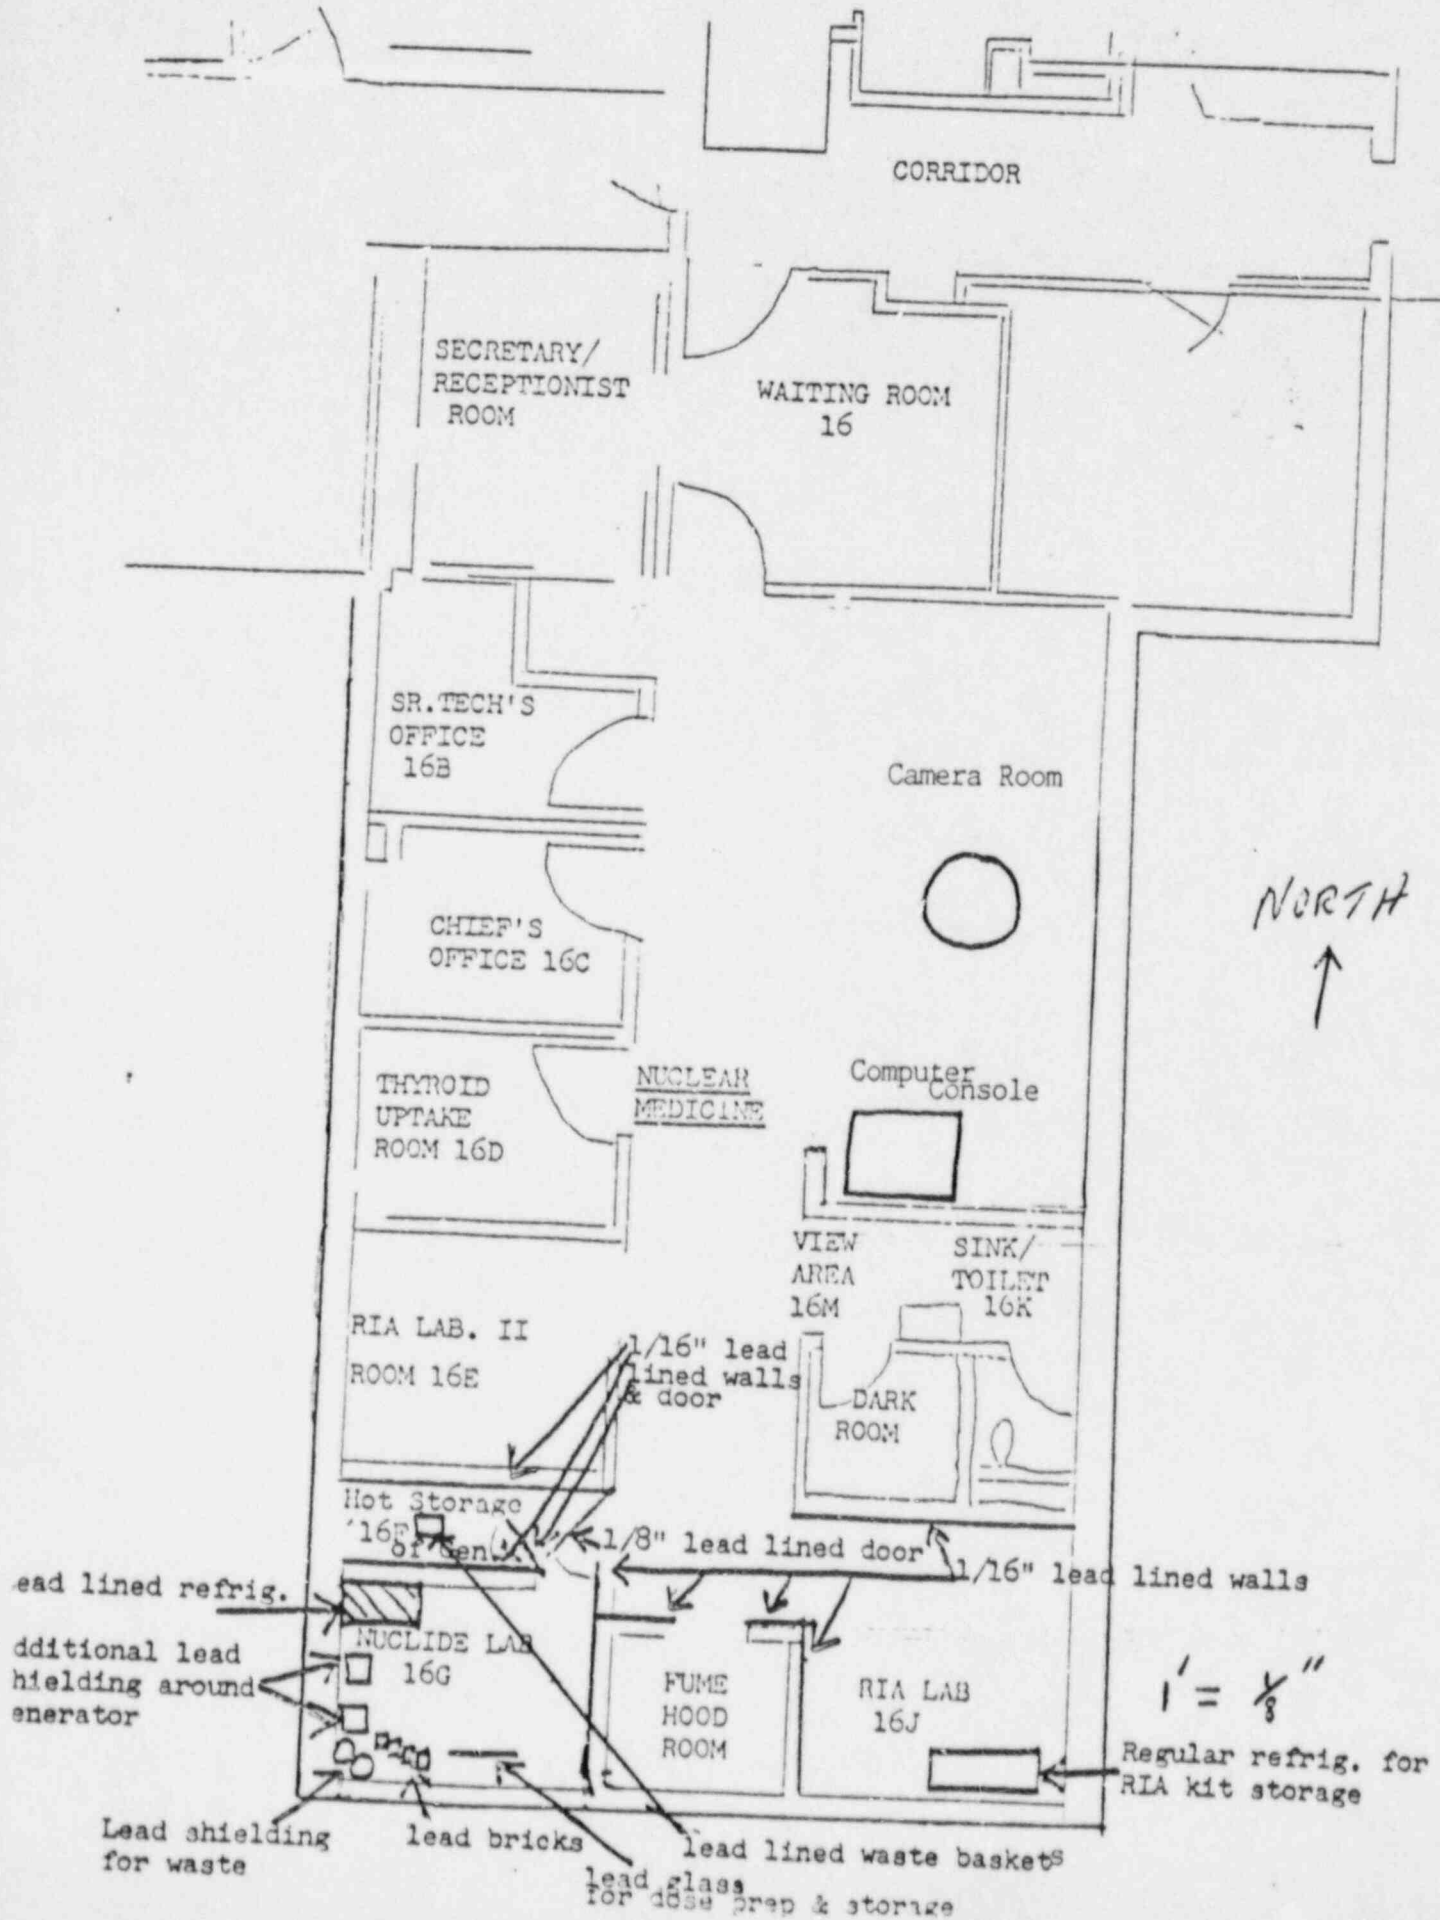 CORRIDOR
SECRETARY/
RECEPTIONIST
ROOM
WAITING ROOM
16
SR.TECH'S
OFFICE
16B
Camera Room
CHIEF'S
OFFICE 16C
NORTH
THYROID
UPTAKE
ROOM 16D
NUCLEAR
MEDICINE
Computer
Console
VIEW
AREA
16M
SINK/
TOILET
16K
RIA LAB. II
ROOM 16E
1/16" lead
lined walls
& door
DARK
ROOM
Hot Storage
16F
of Gen.
1/8" lead lined door
1/16" lead lined walls
ead lined refrig.
dditional lead
hielding around
enerator
NUCLIDE LAB
16G
FUME
HOOD
ROOM
RIA LAB
16J
1' = 1/8"
Regular refrig. for
RIA kit storage
Lead shielding
for waste
lead bricks
lead lined waste baskets
lead glass
for dose prep & storage